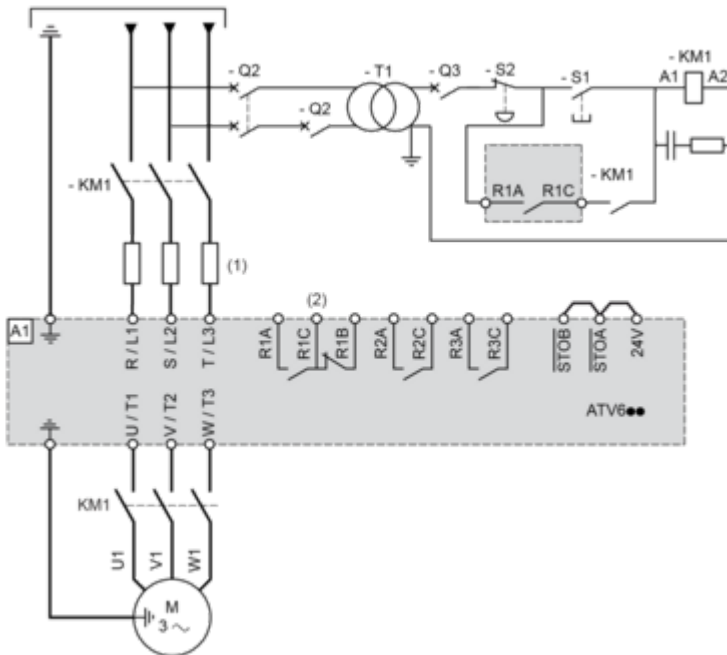 - Q2
- T1
- Q3
- S2
- S1
- KM1
A1
A2
- Q2
- KM1
R1A
R1C
- KM1
(1)
(2)
A1
R / L1
S / L2
T / L3
R1A
R1C
R1B
R2A
R2C
R3A
R3C
STOB
STOA
24V
U / T1
V / T2
W / T3
ATV6●●
KM1
U1
V1
W1
M
3 ~